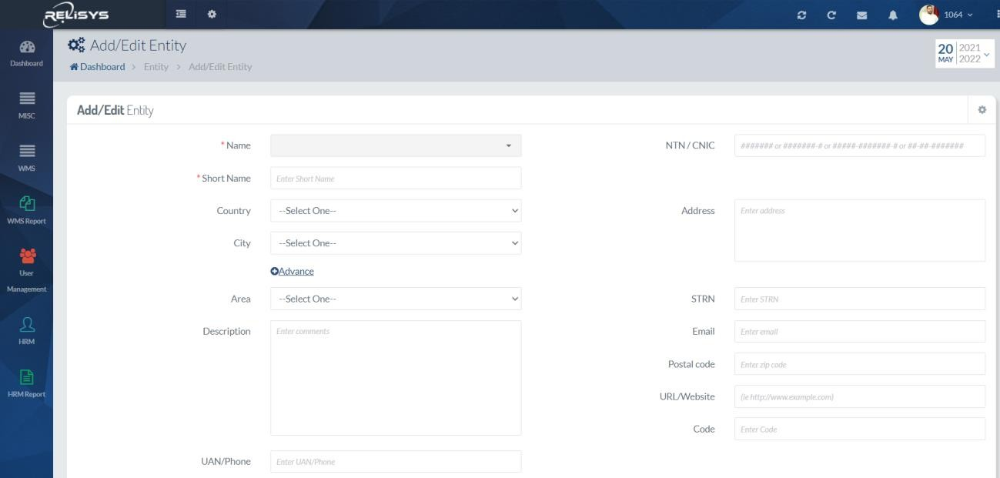 RELISYS
1064
Dashboard
MISC
WMS
WMS Report
User
Management
HRM
HRM Report
Add/Edit Entity
Dashboard > Entity > Add/Edit Entity
20 MAY
2021
2022
Add/Edit Entity
* Name
* Short Name
Enter Short Name
Country
--Select One--
City
--Select One--
Advance
Area
--Select One--
Description
Enter comments
UAN/Phone
Enter UAN/Phone
NTN / CNIC
####### or #######-# or #####-#######-# or ##-##-#######
Address
Enter address
STRN
Enter STRN
Email
Enter email
Postal code
Enter zip code
URL/Website
(ie http://www.example.com)
Code
Enter Code